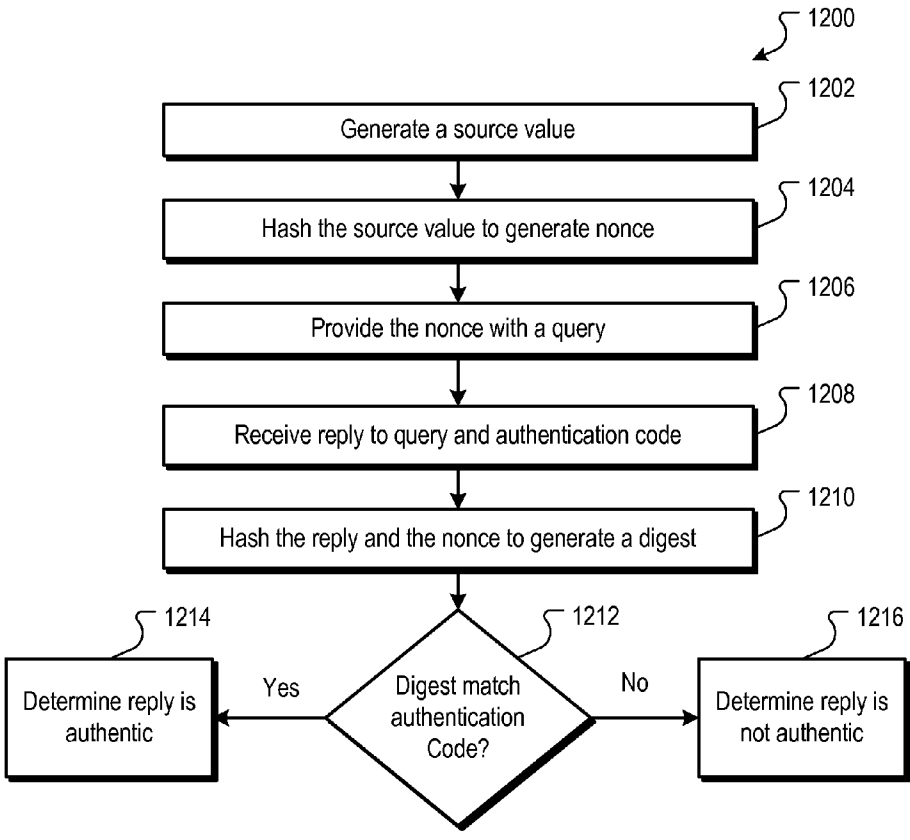 1200
1202
Generate a source value
1204
Hash the source value to generate nonce
1206
Provide the nonce with a query
1208
Receive reply to query and authentication code
1210
Hash the reply and the nonce to generate a digest
1214
1212
1216
Determine reply is
authentic
Yes
Digest match
authentication
Code?
No
Determine reply is
not authentic